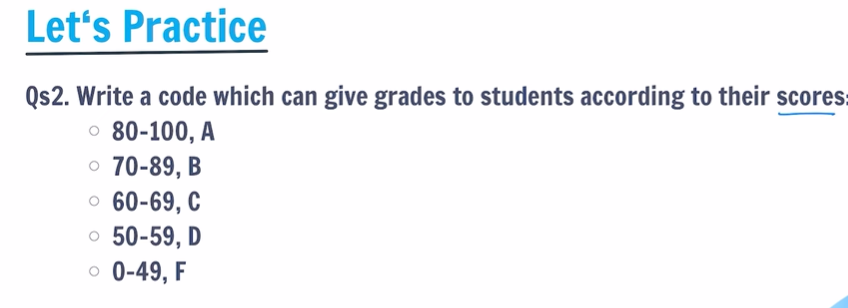 Let‘s Practice
Qs2. Write a code which can give grades to students according to their scores:
○ 80-100, A
○ 70-89, B
○ 60-69, C
○ 50-59, D
○ 0-49, F